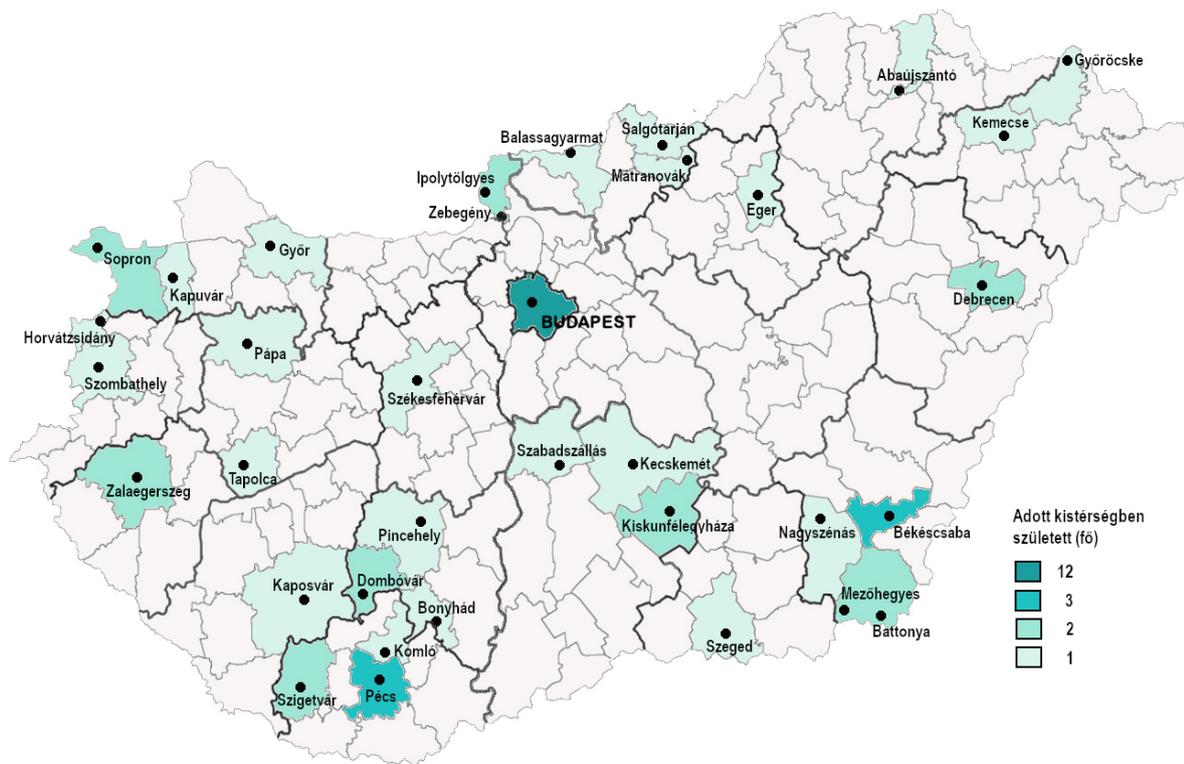 Győröcske
Abaújszántó
Kemecse
Salgótarján
Balassagyarmat
Mátranovák
Ipolytölgyes
Eger
Zebegény
Győr
Sopron
Kapuvár
Debrecen
BUDAPEST
Horvátzsidány
Pápa
Szombathely
Székesfehérvár
Szabadszállás
Kecskemét
Tapolca
Zalaegerszeg
Kiskunfélegyháza
Pincehely
Nagyszénás
Békéscsaba
Kaposvár
Dombóvár
Bonyhád
Mezőhegyes
Battonya
Szeged
Komló
Szigetvár
Pécs
Adott kistérségben
született (fő)
12
3
2
1